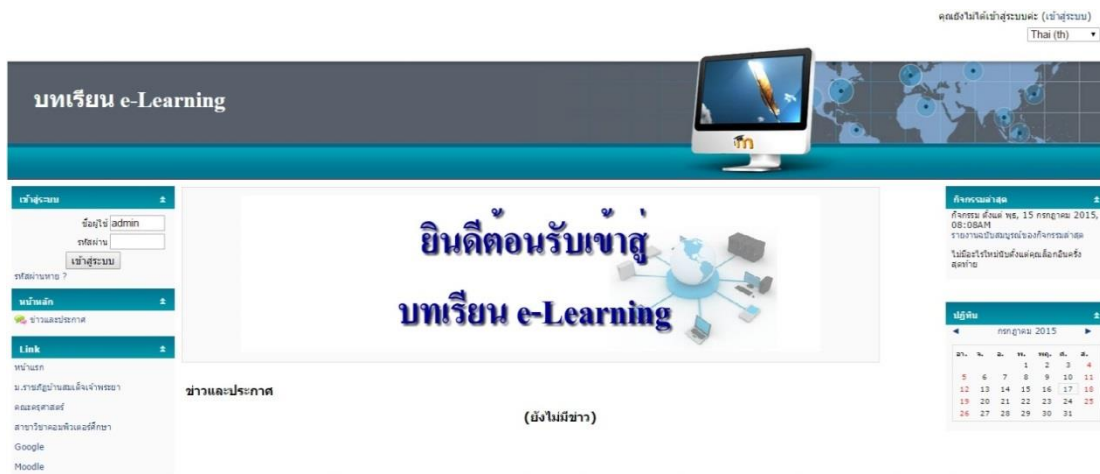 คุณยังไม่ได้เข้าสู่ระบบค่ะ (เข้าสู่ระบบ)
Thai (th)
บทเรียน e-Learning
เข้าสู่ระบบ
ชื่อผู้ใช้ admin
รหัสผ่าน
เข้าสู่ระบบ
รหัสผ่านหาย ?
หน้าหลัก
ข่าวและประกาศ
Link
หน้าแรก
ม.ราชภัฏบ้านสมเด็จเจ้าพระยา
คณะครุศาสตร์
สาขาวิชาคอมพิวเตอร์ศึกษา
Google
Moodle
ยินดีต้อนรับเข้าสู่
บทเรียน e-Learning
ข่าวและประกาศ
(ยังไม่มีข่าว)
กิจกรรมล่าสุด
กิจกรรม ตั้งแต่ พุธ, 15 กรกฎาคม 2015,
08:08AM
รายงานฉบับสมบูรณ์ของกิจกรรมล่าสุด
ไม่มีอะไรใหม่นับตั้งแต่คุณล็อกอินครั้ง
สุดท้าย
ปฏิทิน
กรกฎาคม 2015
อา. จ. อ. พ. พฤ. ศ. ส.
1 2 3 4
5 6 7 8 9 10 11
12 13 14 15 16 17 18
19 20 21 22 23 24 25
26 27 28 29 30 31